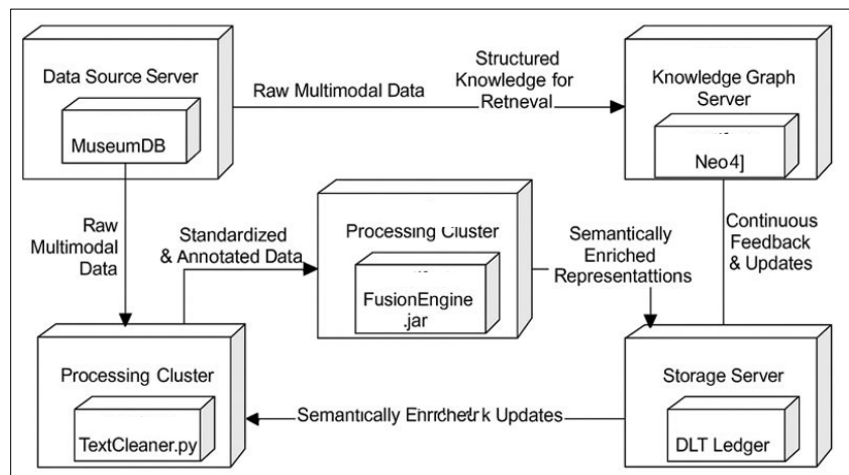 Data Source Server
MuseumDB
Raw Multimodal Data
Structured
Knowledge for
Retneval
Knowledge Graph
Server
Neo4]
Raw
Multimodal
Data
Standardized
& Annotated Data
Processing Cluster
FusionEngine
.jar
Semantically
Enriched
Representattions
Continuous
Feedback
& Updates
Processing Cluster
TextCleaner.py
Semantically Updates
Storage Server
DLT Ledger